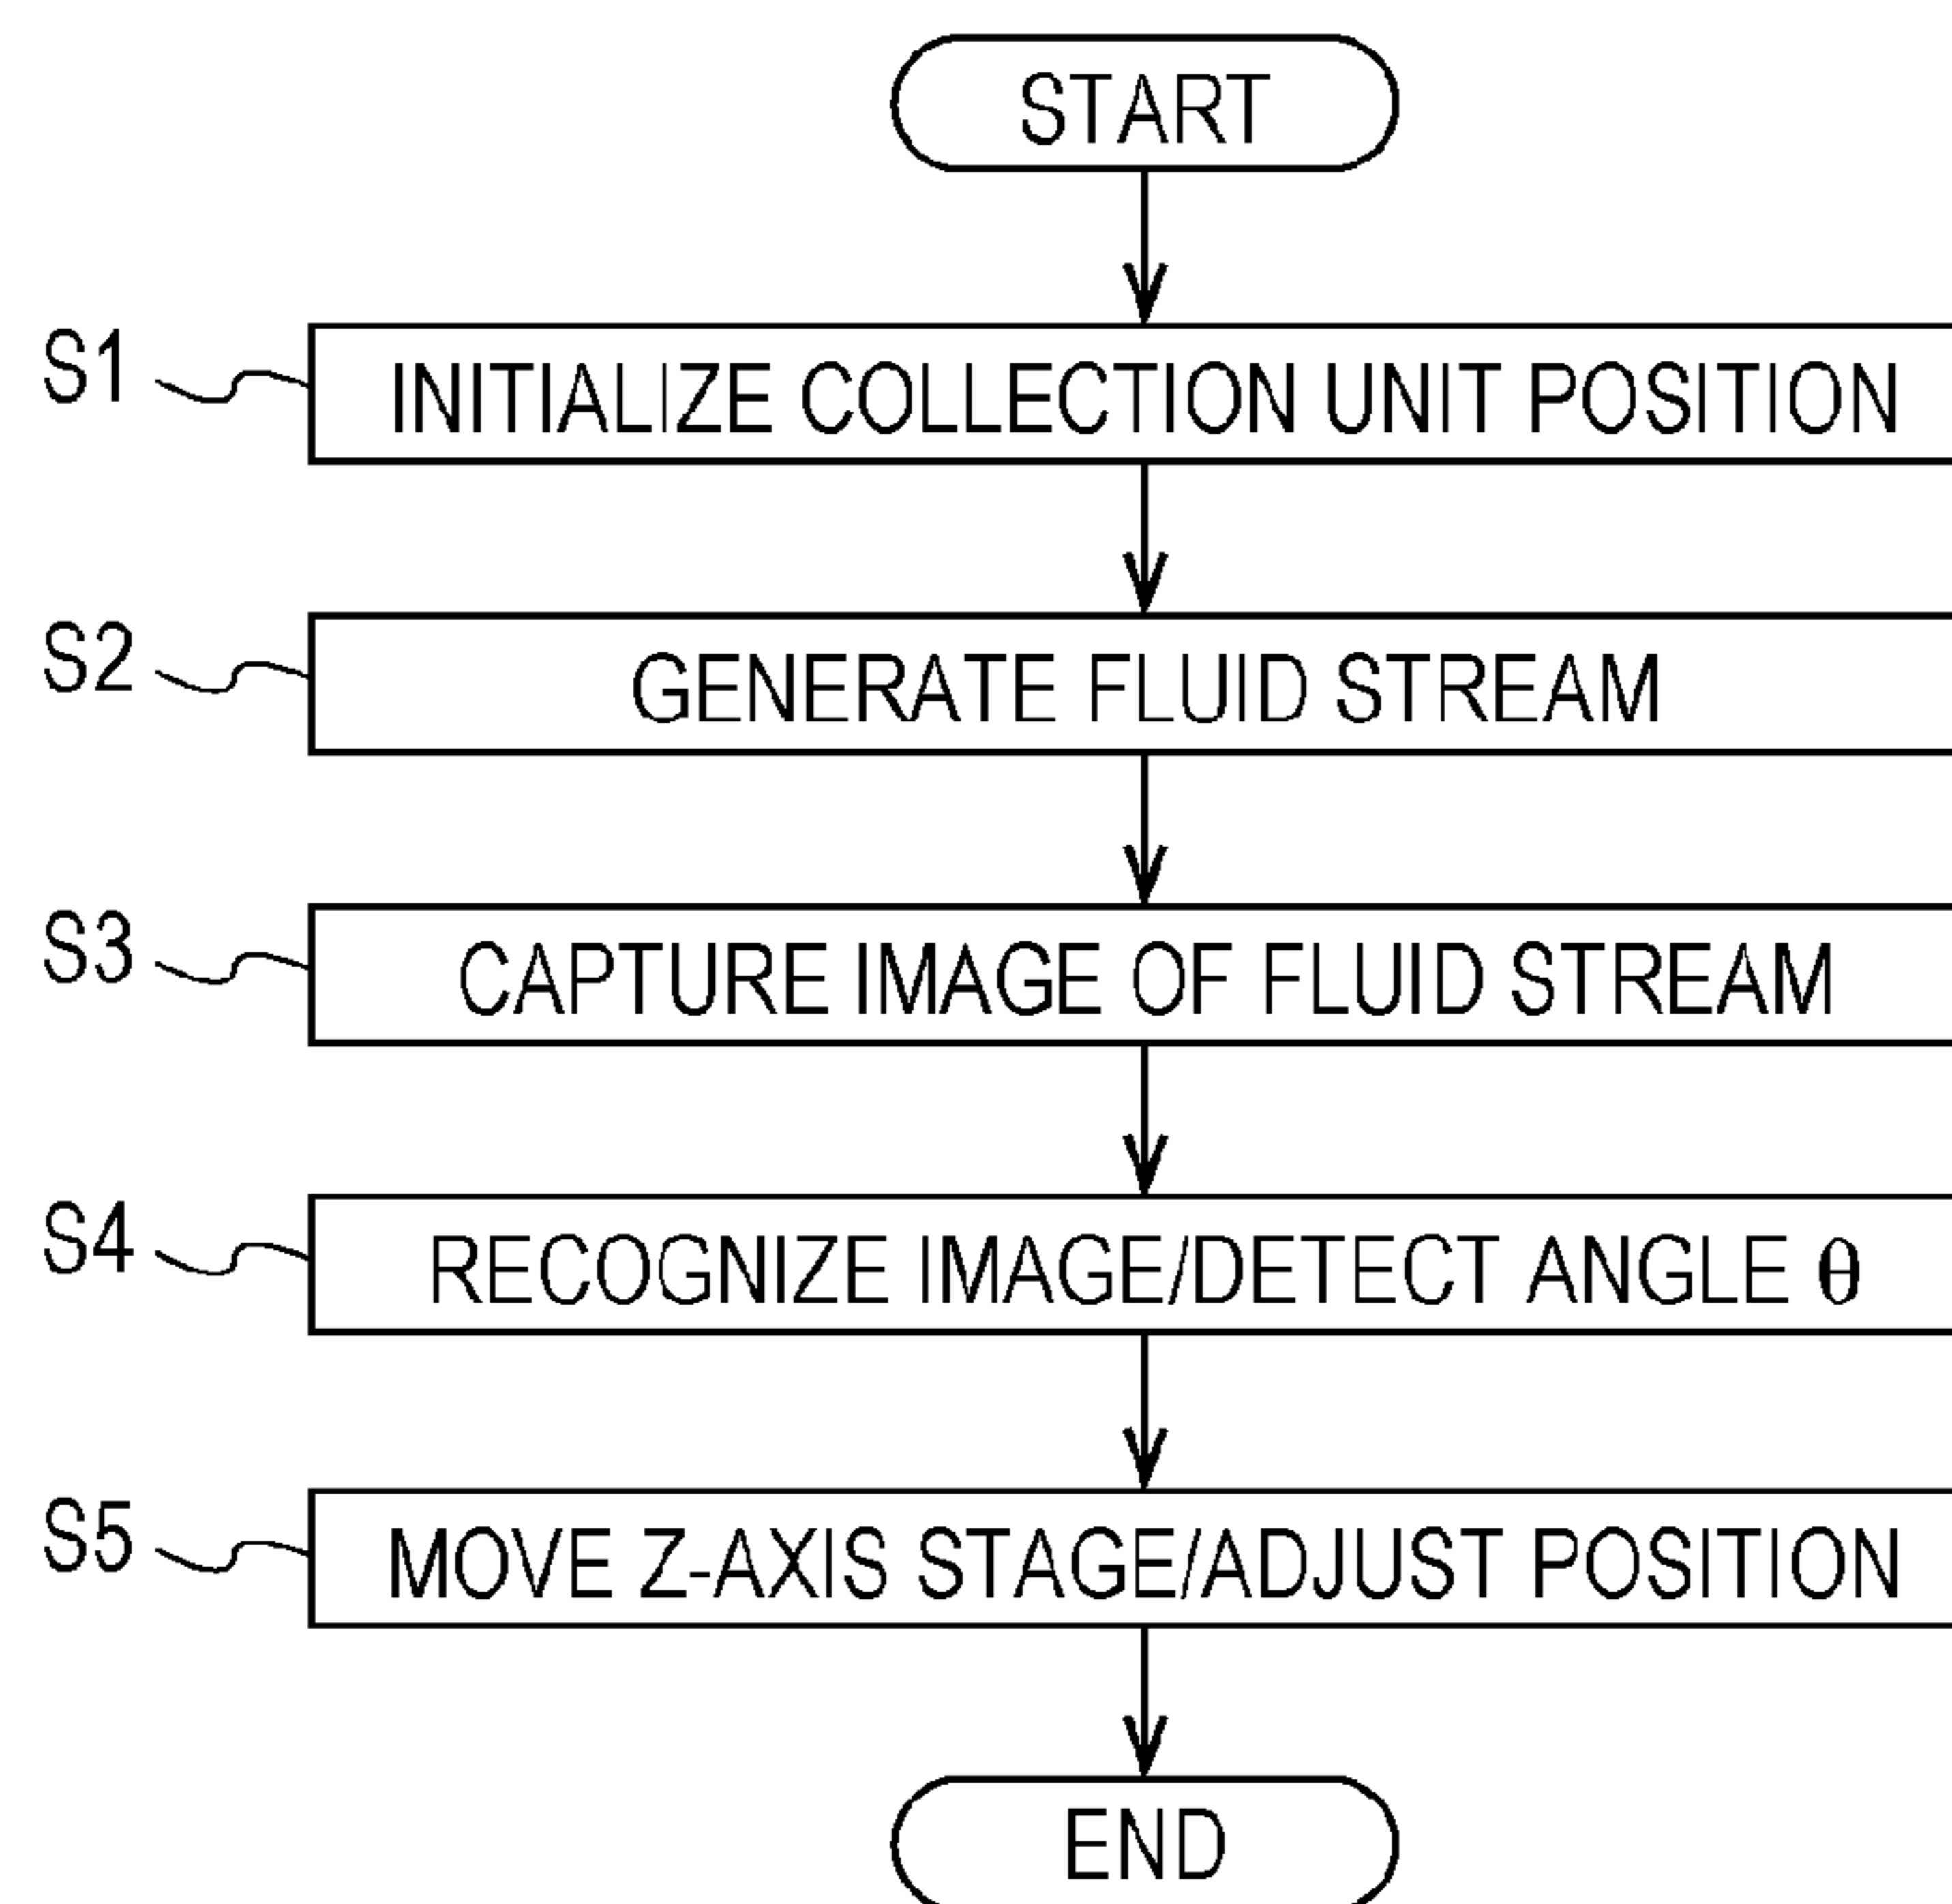 START
S1 INITIALIZE COLLECTION UNIT POSITION
S2 GENERATE FLUID STREAM
S3 CAPTURE IMAGE OF FLUID STREAM
S4 RECOGNIZE IMAGE/DETECT ANGLE θ
S5 MOVE Z-AXIS STAGE/ADJUST POSITION
END